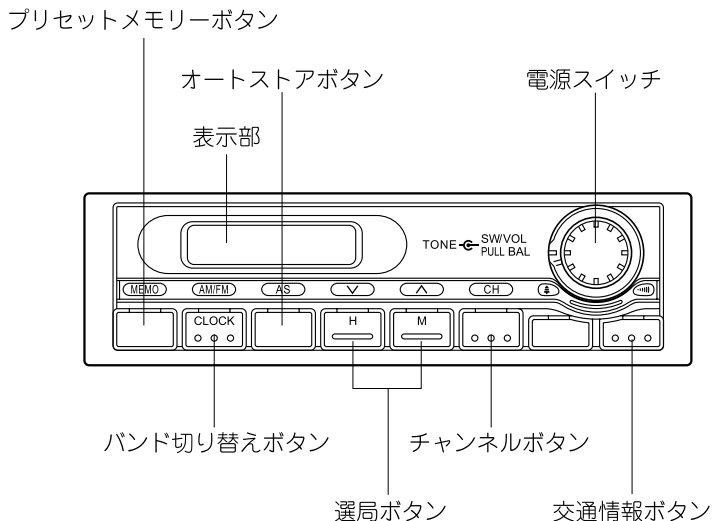 プリセットメモリーボタン
オートストアボタン
電源スイッチ
表示部
TONE
SW/VOL
PULL BAL
MEMO
AM/FM
AS
CH
CLOCK
H
M
バンド切り替えボタン
チャンネルボタン
選局ボタン
交通情報ボタン